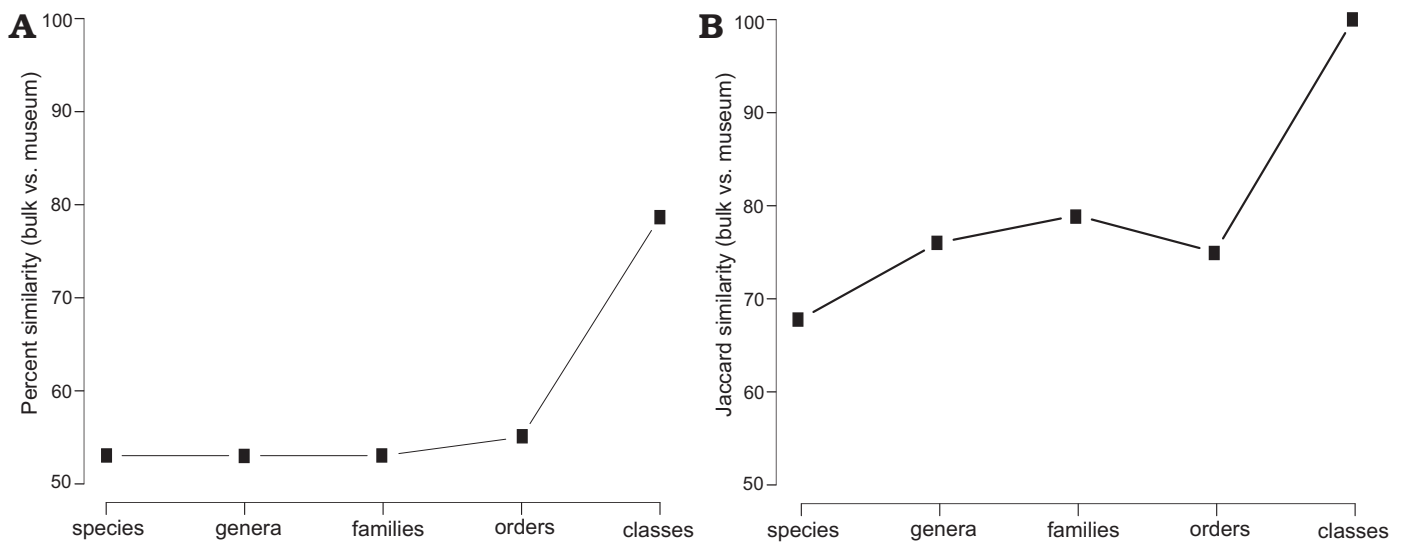 A
Percent similarity (bulk vs. museum)
100
90
80
70
60
50
species genera families orders classes
B
Jaccard similarity (bulk vs. museum)
100
90
80
70
60
50
species genera families orders classes